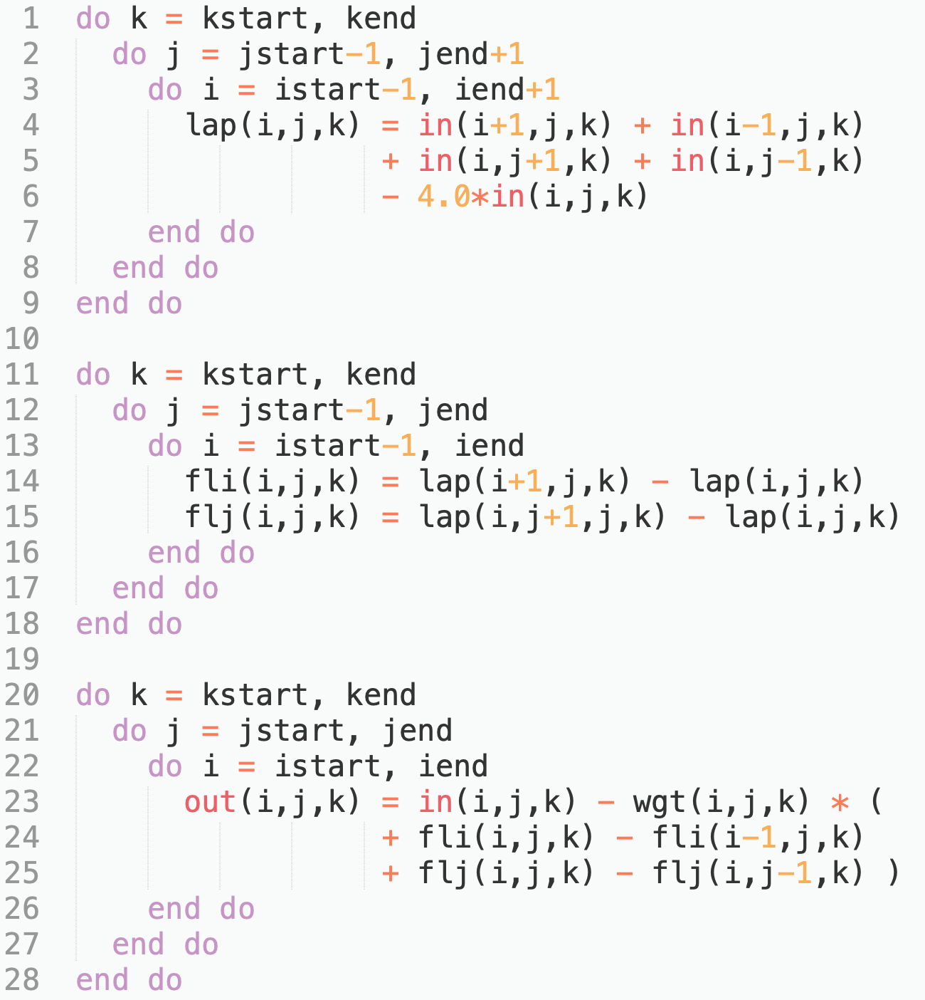 1 do k = kstart, kend
2 do j = jstart-1, jend+1
3 do i = istart-1, iend+1
4 lap(i,j,k) = in(i+1,j,k) + in(i-1,j,k)
5 + in(i,j+1,k) + in(i,j-1,k)
6 - 4.0*in(i,j,k)
7 end do
8 end do
9 end do
10
11 do k = kstart, kend
12 do j = jstart-1, jend
13 do i = istart-1, iend
14 fli(i,j,k) = lap(i+1,j,k) - lap(i,j,k)
15 flj(i,j,k) = lap(i,j+1,j,k) - lap(i,j,k)
16 end do
17 end do
18 end do
19
20 do k = kstart, kend
21 do j = jstart, jend
22 do i = istart, iend
23 out(i,j,k) = in(i,j,k) - wgt(i,j,k) * (
24 + fli(i,j,k) - fli(i-1,j,k)
25 + flj(i,j,k) - flj(i,j-1,k) )
26 end do
27 end do
28 end do